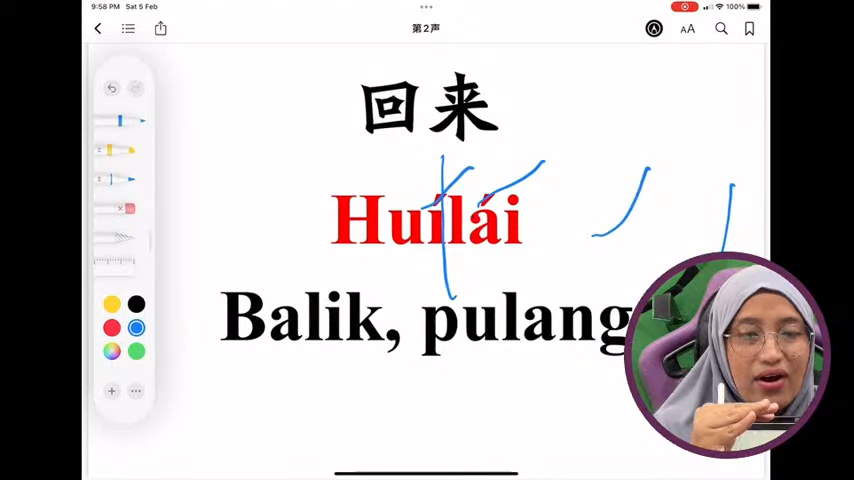 9:58 PM Sat 5 Feb
100%
第2声
AA
回来
Huílái
Balik, pulang